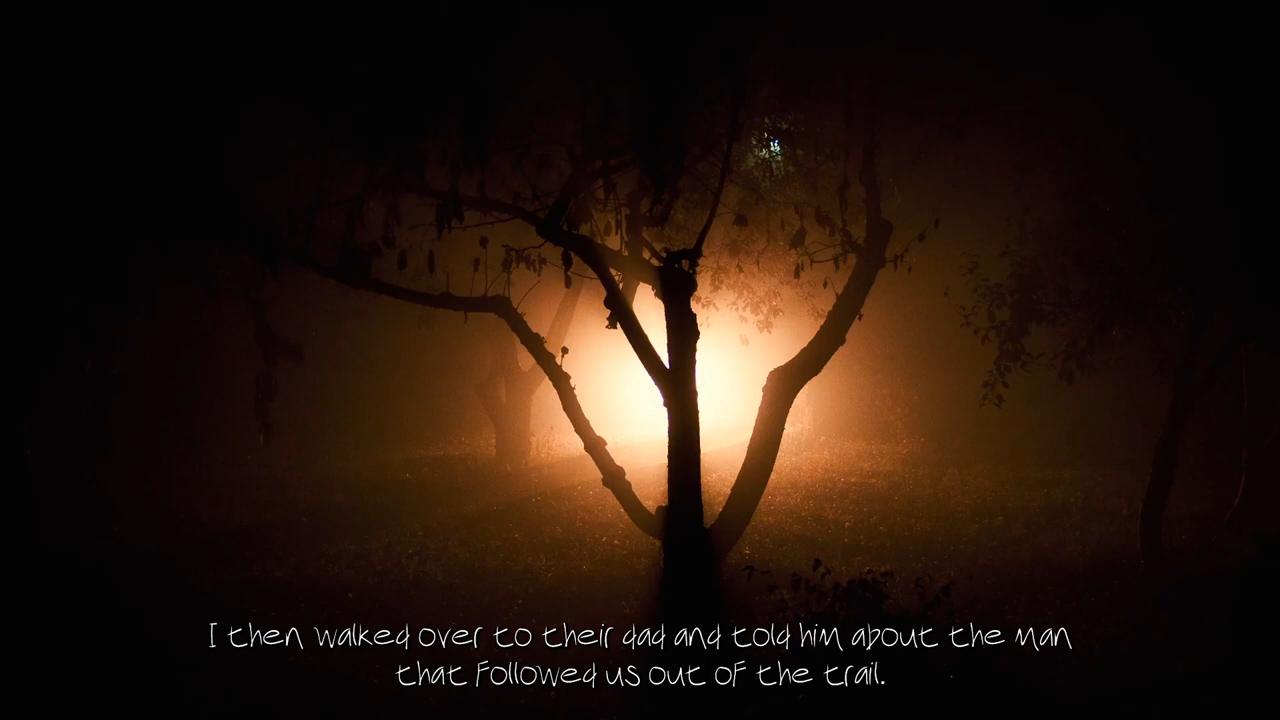 I then walked over to their dad and told him about the man
that followed us out of the trail.